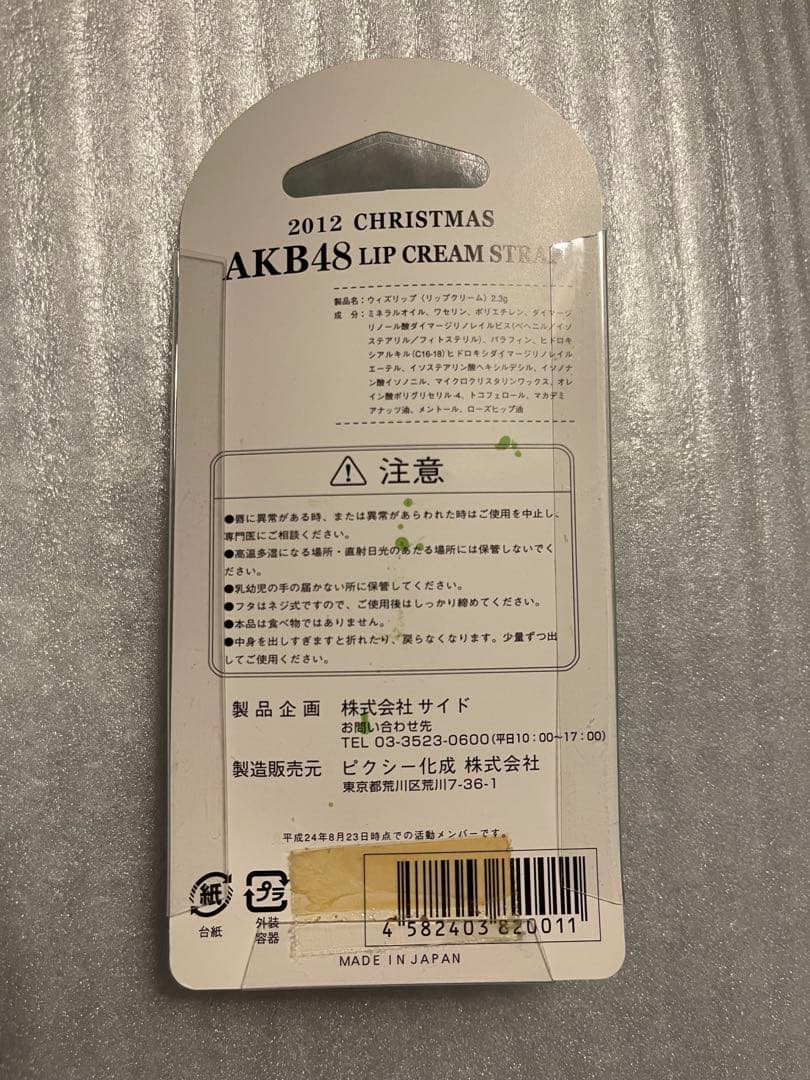 2012 CHRISTMAS
AKB48 LIP CREAM STRAP
製品名：ウィズリップ（リップクリーム）2.3g
成　分：ミネラルオイル、ワセリン、ポリエチレン、ダイマージ
リノール酸ダイマージリノレイルビス(ベヘニル／イソ
ステアリル／フィトステリル)、パラフィン、ヒドロキ
シアルキル(C16-18)ヒドロキシダイマージリノレイル
エーテル、イソステアリン酸ヘキシルデシル、イソノナ
ン酸イソノニル、マイクロクリスタリンワックス、オレ
イン酸ポリグリセリル-4、トコフェロール、マカデミ
アナッツ油、メントール、ローズヒップ油
注意
●唇に異常がある時、または異常があらわれた時はご使用を中止し、
専門医にご相談ください。
●高温多湿になる場所・直射日光のあたる場所には保管しないでく
ださい。
●乳幼児の手の届かない所に保管してください。
●フタはネジ式ですので、ご使用後はしっかり締めてください。
●本品は食べ物ではありません。
●中身を出しすぎますと折れたり、戻らなくなります。少量ずつ出
してご使用ください。
製品企画　株式会社 サイド
お問い合わせ先
TEL 03-3523-0600(平日10：00〜17：00)
製造販売元　ピクシー化成 株式会社
東京都荒川区荒川7-36-1
平成24年8月23日時点での活動メンバーです。
紙
台紙
プラ
外装
容器
4 582403 820011
MADE IN JAPAN